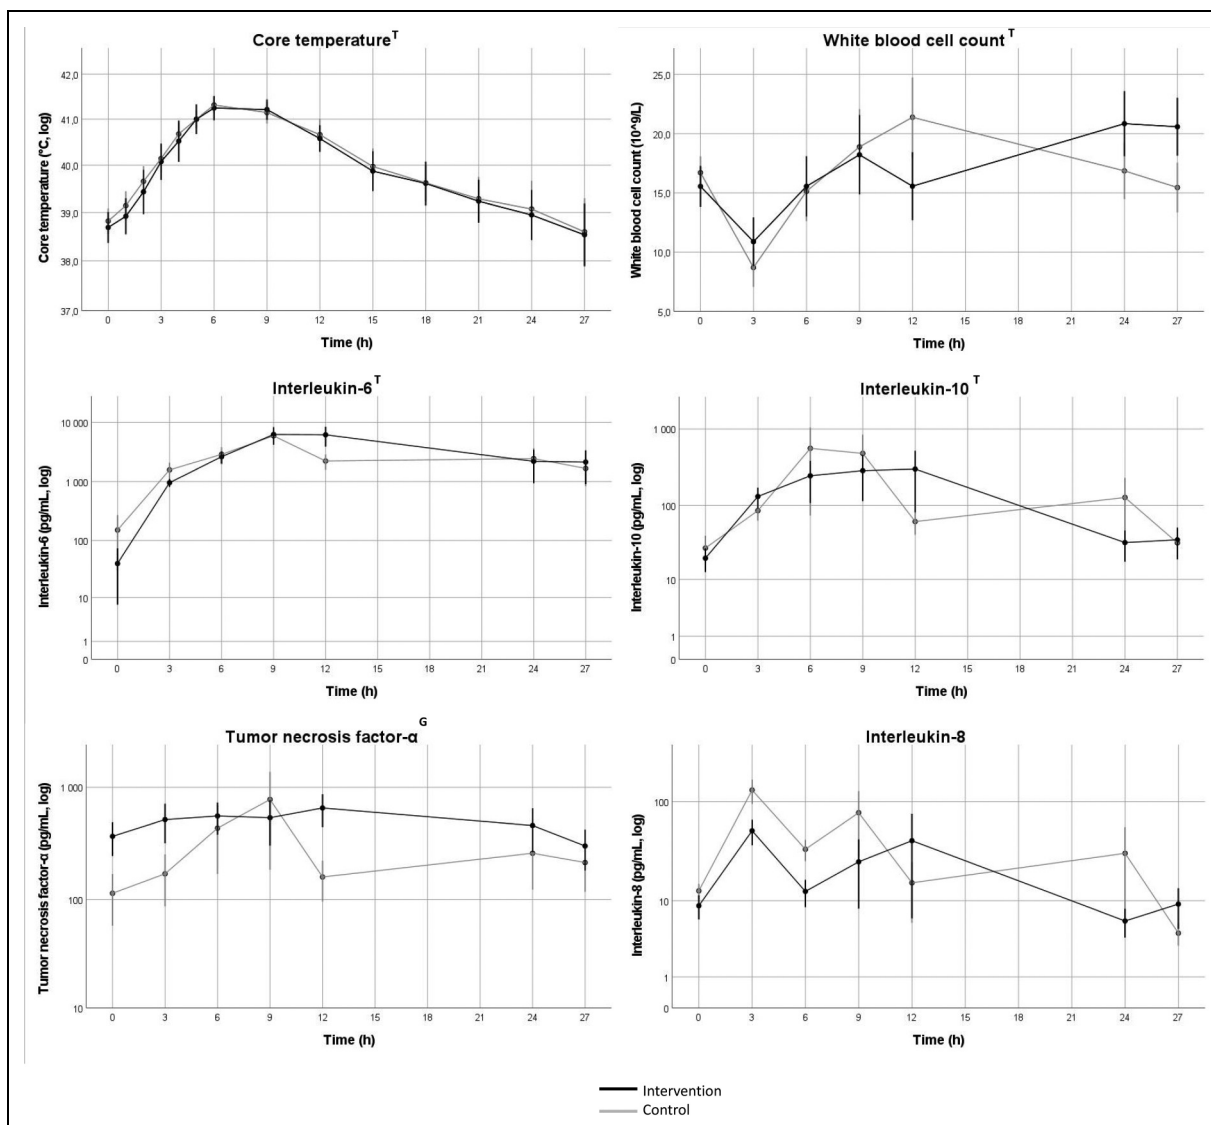 Core temperature T
Core temperature (°C, log)
42,0
41,0
40,0
39,0
38,0
37,0
0 1 2 3 4 5 6 9 12 15 18 21 24 27
Time (h)
White blood cell count T
White blood cell count (10^9/L)
25,0
20,0
15,0
10,0
5,0
0 3 6 9 12 15 18 21 24 27
Time (h)
Interleukin-6 T
Interleukin-6 (pg/mL, log)
10 000
1 000
100
10
1
0
0 3 6 9 12 15 18 21 24 27
Time (h)
Interleukin-10 T
Interleukin-10 (pg/mL, log)
1 000
100
10
1
0
0 3 6 9 12 15 18 21 24 27
Time (h)
Tumor necrosis factor-α G
Tumor necrosis factor-α (pg/mL, log)
1 000
100
10
0 3 6 9 12 15 18 21 24 27
Time (h)
Interleukin-8
Interleukin-8 (pg/mL, log)
100
10
1
0
0 3 6 9 12 15 18 21 24 27
Time (h)
Intervention
Control